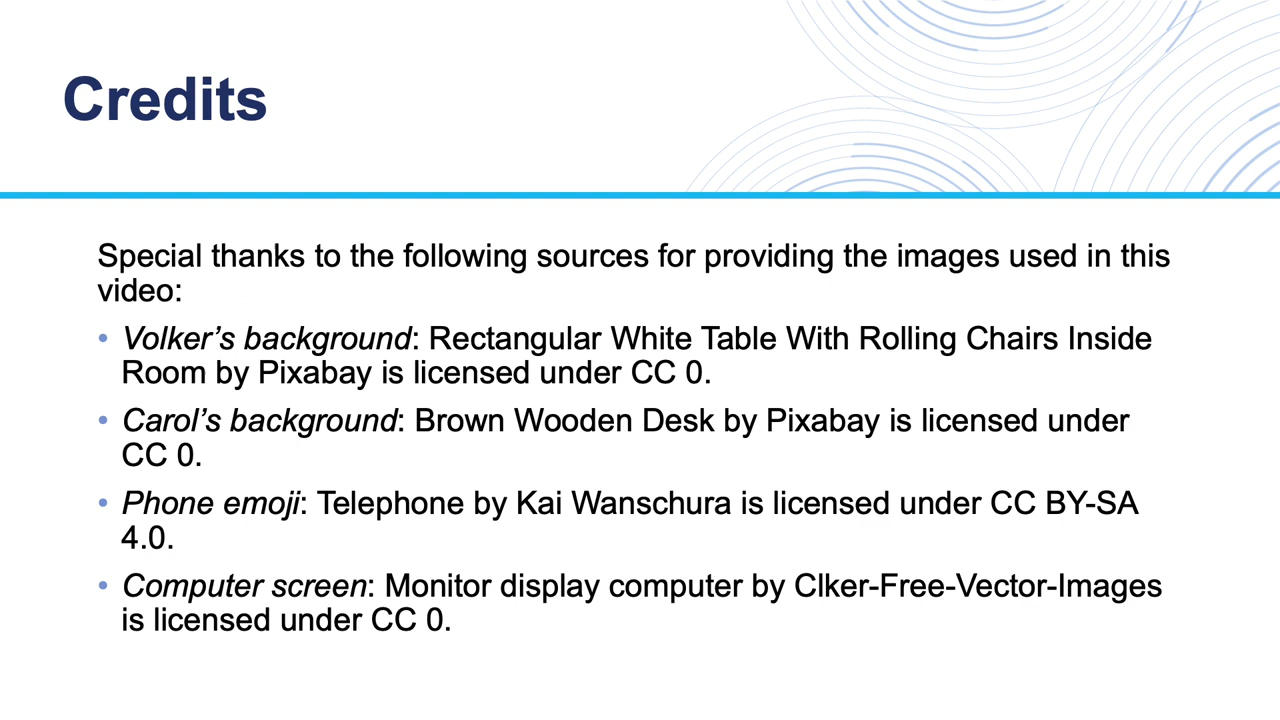 Credits
Special thanks to the following sources for providing the images used in this
video:
• Volker’s background: Rectangular White Table With Rolling Chairs Inside
Room by Pixabay is licensed under CC 0.
• Carol’s background: Brown Wooden Desk by Pixabay is licensed under
CC 0.
• Phone emoji: Telephone by Kai Wanschura is licensed under CC BY-SA
4.0.
• Computer screen: Monitor display computer by Clker-Free-Vector-Images
is licensed under CC 0.